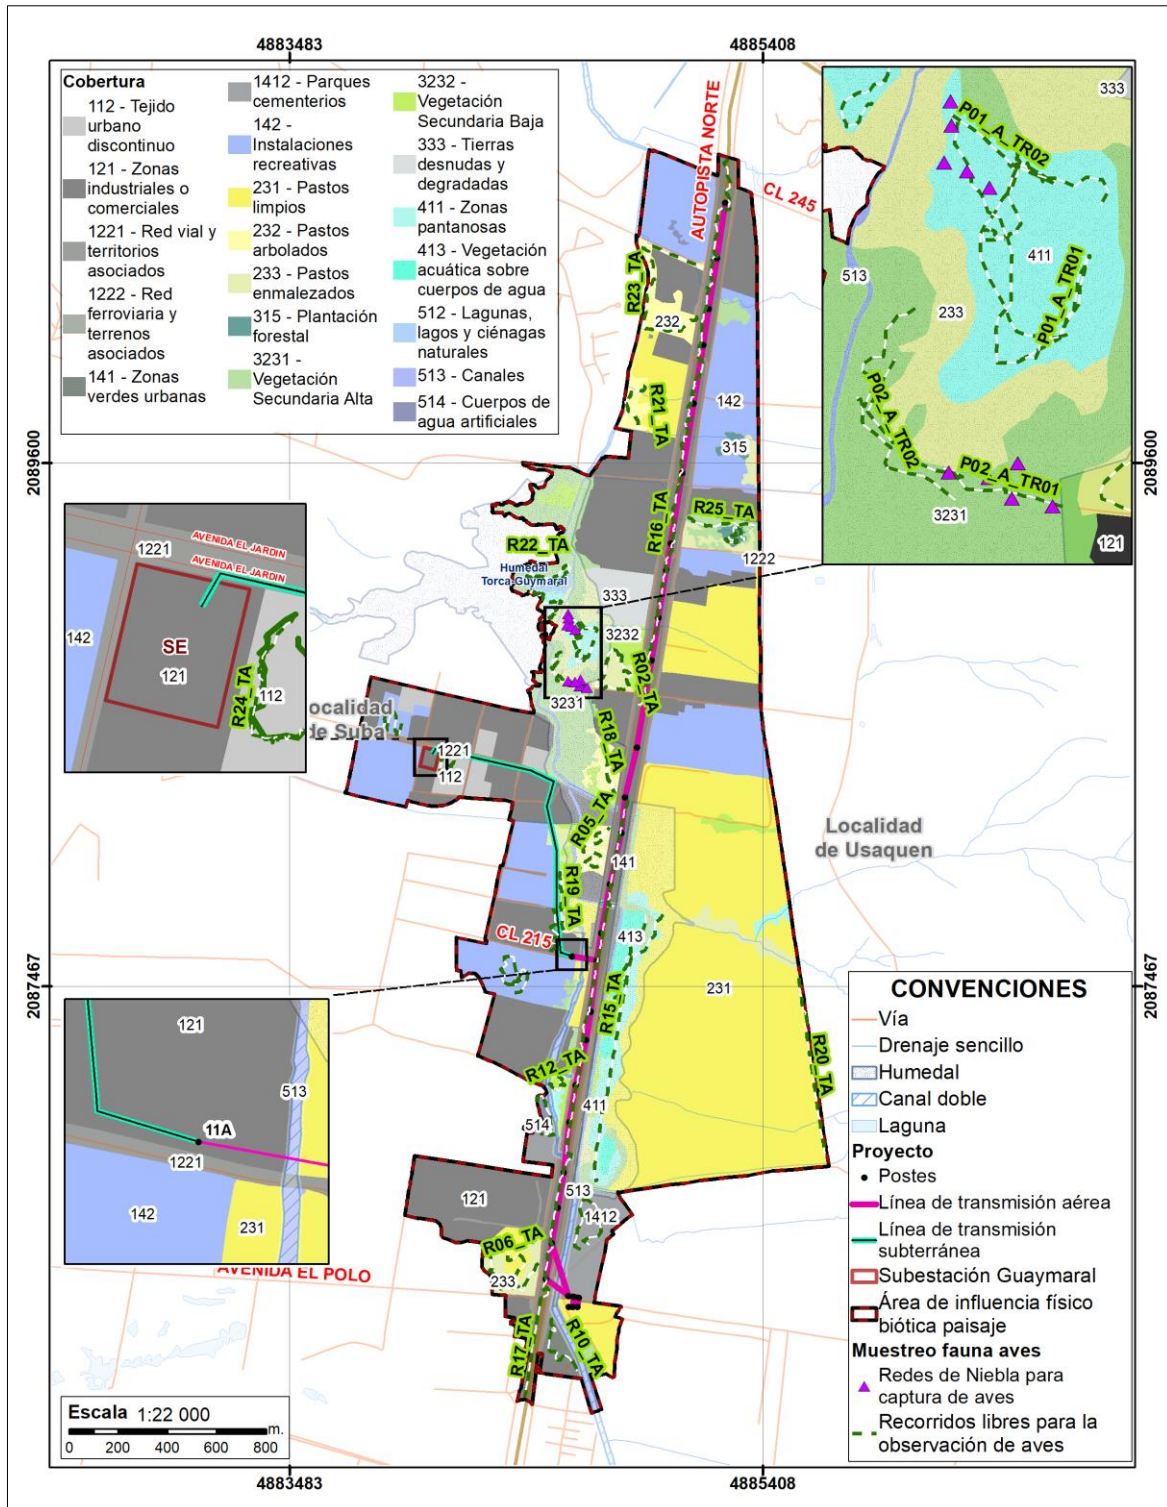 4883483
4885408
Cobertura
112 - Tejido
urbano
discontinuo
121 - Zonas
industriales o
comerciales
1221 - Red vial y
territorios
asociados
1222 - Red
ferroviaria y
terrenos
asociados
141 - Zonas
verdes urbanas
1412 - Parques
cementerios
142 -
Instalaciones
recreativas
231 - Pastos
limpios
232 - Pastos
arbolados
233 - Pastos
enmalezados
315 - Plantación
forestal
3231 -
Vegetación
Secundaria Alta
3232 -
Vegetación
Secundaria Baja
333 - Tierras
desnudas y
degradadas
411 - Zonas
pantanosas
413 - Vegetación
acuática sobre
cuerpos de agua
512 - Lagunas,
lagos y ciénagas
naturales
513 - Canales
514 - Cuerpos de
agua artificiales
AUTOPISTA NORTE
CL 245
R23_TA
232
R21_TA
142
315
R16_TA
R25_TA
1222
R22_TA
Humedal
Torca-Guymaral
333
3232
R02_TA
3231
R18_TA
R05_TA
141
R19_TA
CL 215
413
R15_TA
231
R20_TA
R12_TA
411
514
121
513
1412
R06_TA
233
R17_TA
R10_TA
AVENIDA EL POLO
1221
112
ocalidad
de Suba
Localidad
de Usaquen
333
P01_A_TR02
411
P01_A_TR01
513
233
P02_A_TR02
P02_A_TR01
3231
121
2089600
2089600
1221
AVENIDA EL JARDIN
AVENIDA EL JARDIN
142
SE
121
R24_TA
112
2087467
2087467
121
513
11A
1221
142
231
CONVENCIONES
Vía
Drenaje sencillo
Humedal
Canal doble
Laguna
Proyecto
Postes
Línea de transmisión aérea
Línea de transmisión
subterránea
Subestación Guaymaral
Área de influencia físico
biótica paisaje
Muestreo fauna aves
Redes de Niebla para
captura de aves
Recorridos libres para la
observación de aves
Escala 1:22 000
m.
0 200 400 600 800
4883483
4885408